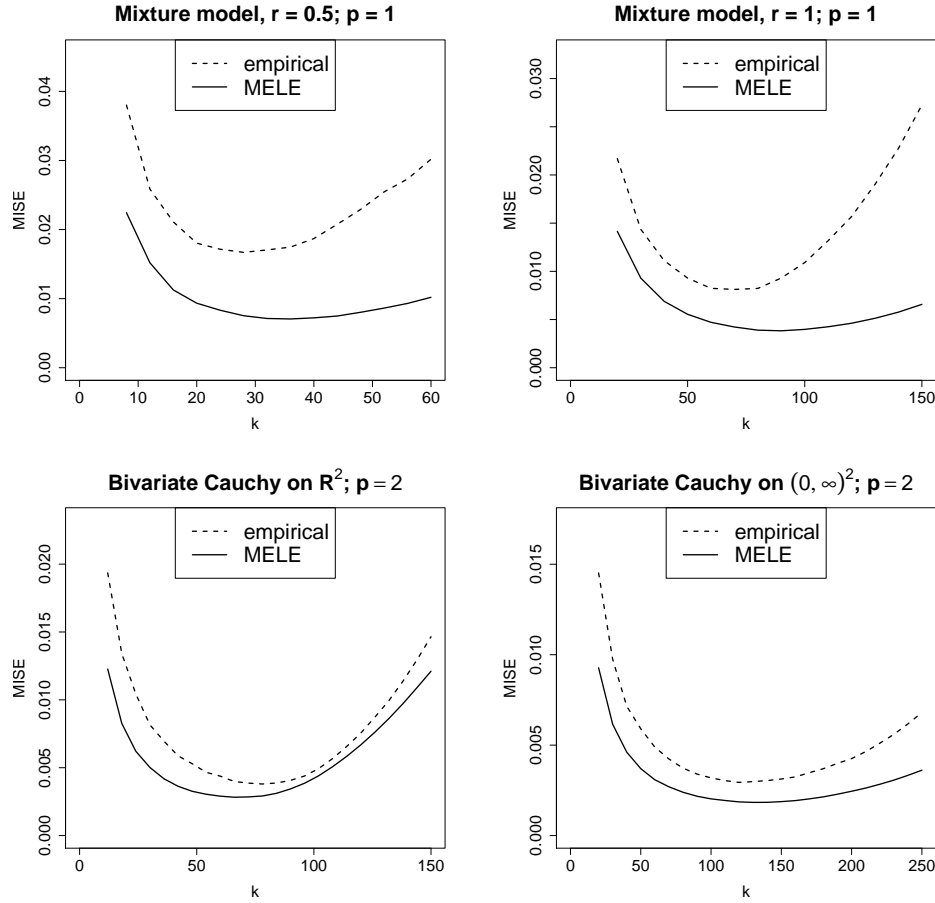 Mixture model, r = 0.5; p = 1
empirical
MELE
MISE
0.00
0.01
0.02
0.03
0.04
0
10
20
30
40
50
60
k
Mixture model, r = 1; p = 1
empirical
MELE
MISE
0.000
0.010
0.020
0.030
0
50
100
150
k
Bivariate Cauchy on R²; p = 2
empirical
MELE
MISE
0.000
0.005
0.010
0.015
0.020
0
50
100
150
k
Bivariate Cauchy on (0, ∞)²; p = 2
empirical
MELE
MISE
0.000
0.005
0.010
0.015
0
50
100
150
200
250
k